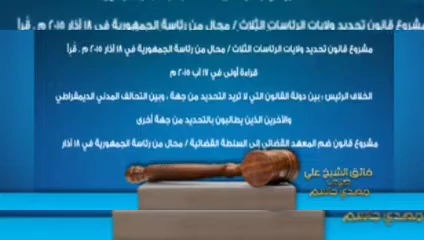 مشروع قانون تحديد ولايات الرئاسات الثلاث / محال من رئاسة الجمهورية في ١٨ آذار ٢٠١٥ م . قرأ
مشروع قانون تحديد ولايات الرئاسات الثلاث / محال من رئاسة الجمهورية في ١٨ آذار ٢٠١٥ م . قرأ
قراءة أولى في ١٧ آب ٢٠١٥ م
الخلاف الرئيس : بين دولة القانون التي لا تريد التحديد من جهة ، وبين التحالف المدني الديمقراطي
والآخرين الذين يطالبون بالتحديد من جهة أخرى
مشروع قانون ضم المعهد القضائي إلى السلطة القضائية / محال من رئاسة الجمهورية في ١٨ آذار
فائق الشيخ علي
مهدي جاسم
مهدي جاسم